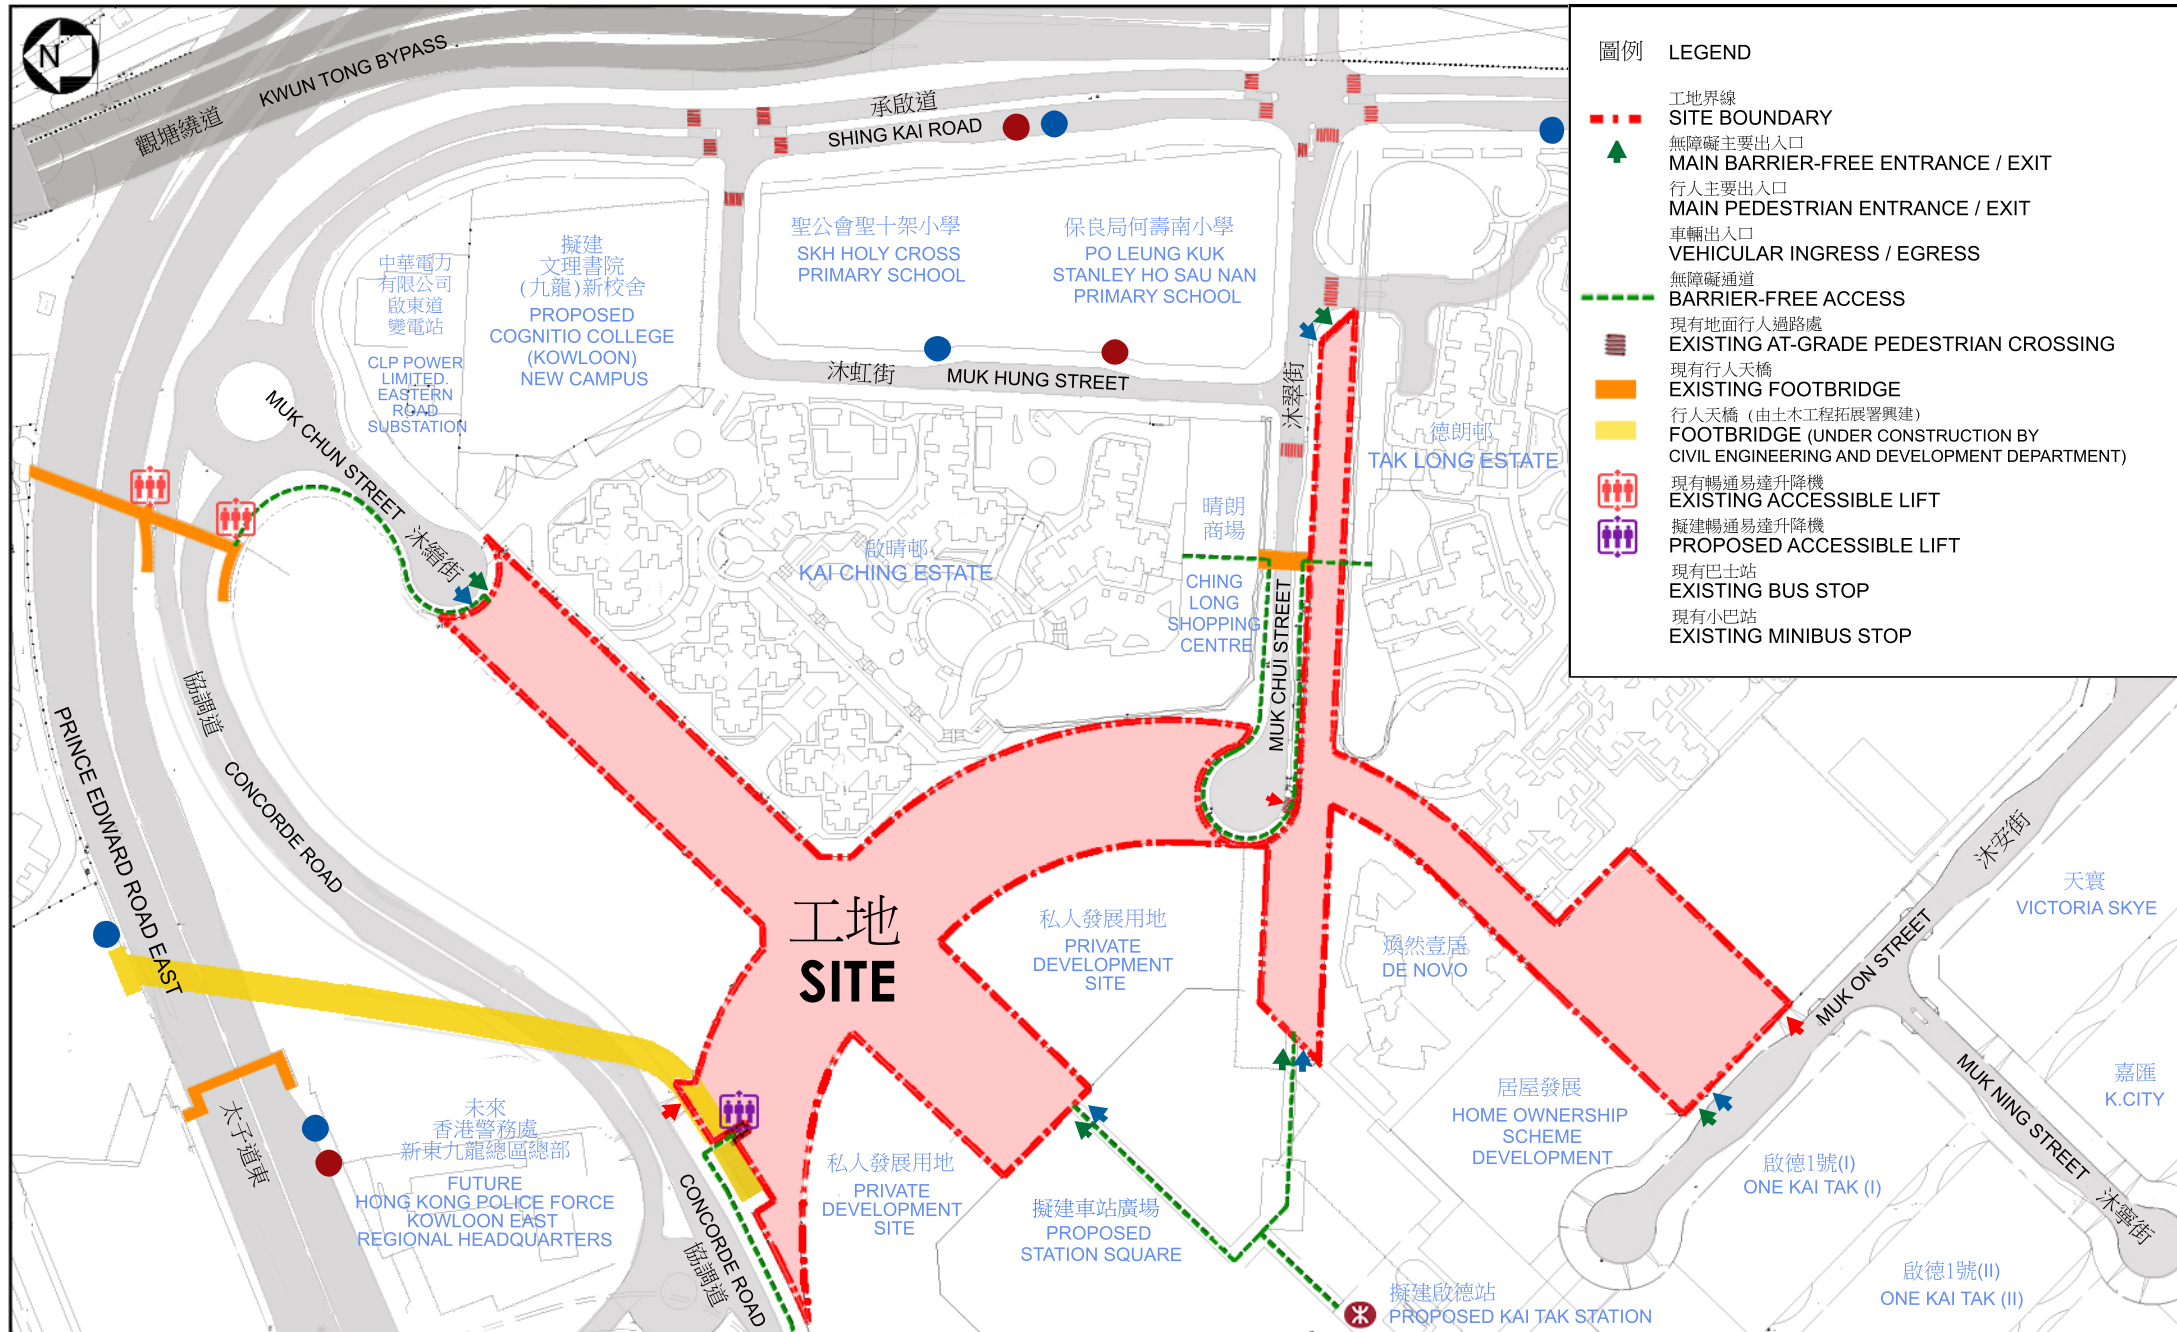 N
觀塘繞道
KWUN TONG BYPASS
承啟道
SHING KAI ROAD
圖例 LEGEND
工地界線
SITE BOUNDARY
無障礙主要出入口
MAIN BARRIER-FREE ENTRANCE / EXIT
行人主要出入口
MAIN PEDESTRIAN ENTRANCE / EXIT
車輛出入口
VEHICULAR INGRESS / EGRESS
無障礙通道
BARRIER-FREE ACCESS
現有地面行人過路處
EXISTING AT-GRADE PEDESTRIAN CROSSING
現有行人天橋
EXISTING FOOTBRIDGE
行人天橋 (由土木工程拓展署興建)
FOOTBRIDGE (UNDER CONSTRUCTION BY
CIVIL ENGINEERING AND DEVELOPMENT DEPARTMENT)
現有暢通易達升降機
EXISTING ACCESSIBLE LIFT
擬建暢通易達升降機
PROPOSED ACCESSIBLE LIFT
現有巴士站
EXISTING BUS STOP
現有小巴站
EXISTING MINIBUS STOP
中華電力
有限公司
啟東道
變電站
CLP POWER
LIMITED.
EASTERN
ROAD
SUBSTATION
擬建
文理書院
(九龍)新校舍
PROPOSED
COGNITIO COLLEGE
(KOWLOON)
NEW CAMPUS
聖公會聖十架小學
SKH HOLY CROSS
PRIMARY SCHOOL
保良局何壽南小學
PO LEUNG KUK
STANLEY HO SAU NAN
PRIMARY SCHOOL
沐虹街
MUK HUNG STREET
沐翠街
MUK CHUN STREET
沐縉街
德朗邨
TAK LONG ESTATE
晴朗
商場
CHING
LONG
SHOPPING
CENTRE
啟晴邨
KAI CHING ESTATE
MUK CHUI STREET
協調道
CONCORDE ROAD
PRINCE EDWARD ROAD EAST
太子道東
工地
SITE
私人發展用地
PRIVATE
DEVELOPMENT
SITE
煥然壹居
DE NOVO
沐安街
MUK ON STREET
天寰
VICTORIA SKYE
嘉匯
K.CITY
MUK NING STREET
沐寧街
居屋發展
HOME OWNERSHIP
SCHEME
DEVELOPMENT
啟德1號(I)
ONE KAI TAK (I)
啟德1號(II)
ONE KAI TAK (II)
未來
香港警務處
新東九龍總區總部
FUTURE
HONG KONG POLICE FORCE
KOWLOON EAST
REGIONAL HEADQUARTERS
私人發展用地
PRIVATE
DEVELOPMENT
SITE
擬建車站廣場
PROPOSED
STATION SQUARE
CONCORDE ROAD
協調道
擬建啟德站
PROPOSED KAI TAK STATION